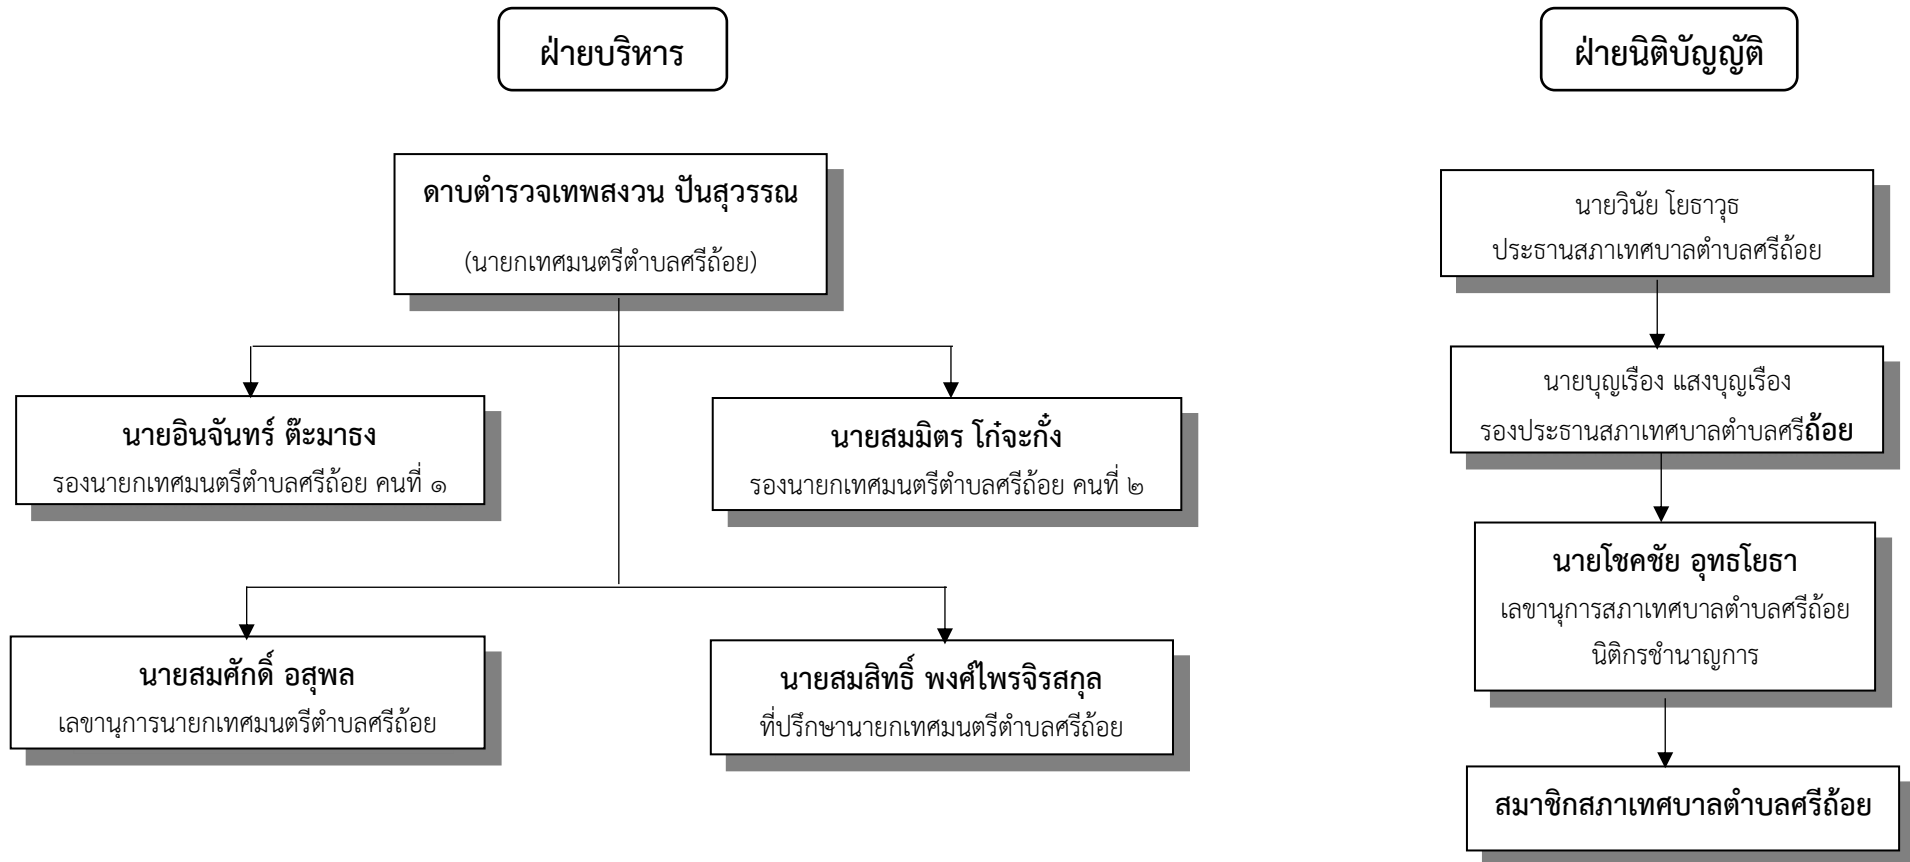 ฝ่ายบริหาร
ดาบตำรวจเทพสงวน ปันสุวรรณ
(นายกเทศมนตรีตำบลศรีถ้อย)
นายอินจันทร์ ต๊ะมาธง
รองนายกเทศมนตรีตำบลศรีถ้อย คนที่ ๑
นายสมมิตร โก๋จะกั๋ง
รองนายกเทศมนตรีตำบลศรีถ้อย คนที่ ๒
นายสมศักดิ์ อสุพล
เลขานุการนายกเทศมนตรีตำบลศรีถ้อย
นายสมสิทธิ์ พงศ์ไพรจิรสกุล
ที่ปรึกษานายกเทศมนตรีตำบลศรีถ้อย
ฝ่ายนิติบัญญัติ
นายวินัย โยธาวุธ
ประธานสภาเทศบาลตำบลศรีถ้อย
นายบุญเรือง แสงบุญเรือง
รองประธานสภาเทศบาลตำบลศรีถ้อย
นายโชคชัย อุทธโยธา
เลขานุการสภาเทศบาลตำบลศรีถ้อย
นิติกรชำนาญการ
สมาชิกสภาเทศบาลตำบลศรีถ้อย